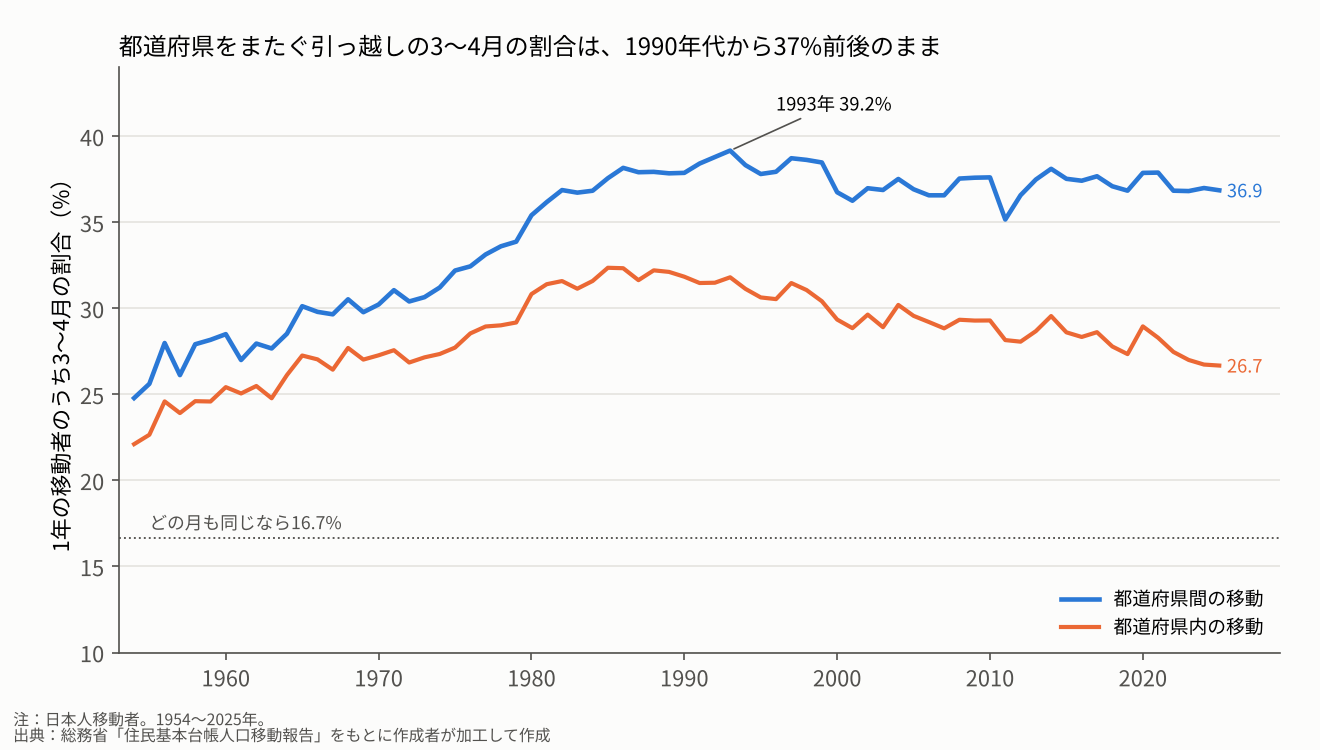 都道府県をまたぐ引っ越しの3〜4月の割合は、1990年代から37%前後のまま
1993年 39.2%
1年の移動者のうち3〜4月の割合（%）
40
35
30
25
20
15
10
36.9
26.7
どの月も同じなら16.7%
都道府県間の移動
都道府県内の移動
1960
1970
1980
1990
2000
2010
2020
注：日本人移動者。1954〜2025年。
出典：総務省「住民基本台帳人口移動報告」をもとに作成者が加工して作成